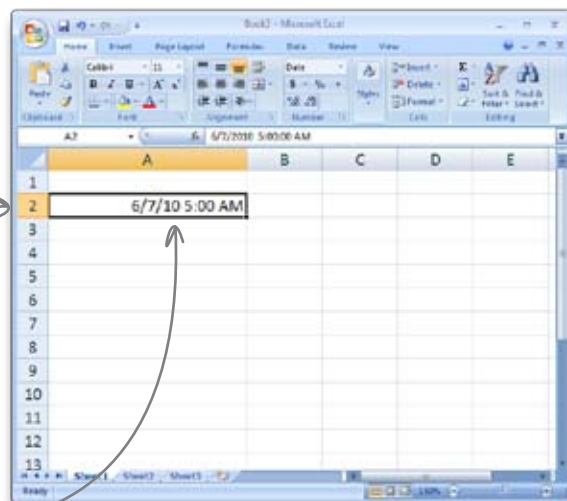 Book2 - Microsoft Excel
Home Insert Page Layout Formulas Data Review View
Calibri 11 Date Insert
Paste B I U A Styles Delete Sort & Find &
Format Filter Select
Clipboard Font Alignment Number Cells Editing
A2 fx 6/7/2010 5:00:00 AM
A B C D E
1
2 6/7/10 5:00 AM
3
4
5
6
7
8
9
10
11
12
13
Sheet1 Sheet2 Sheet3
Ready